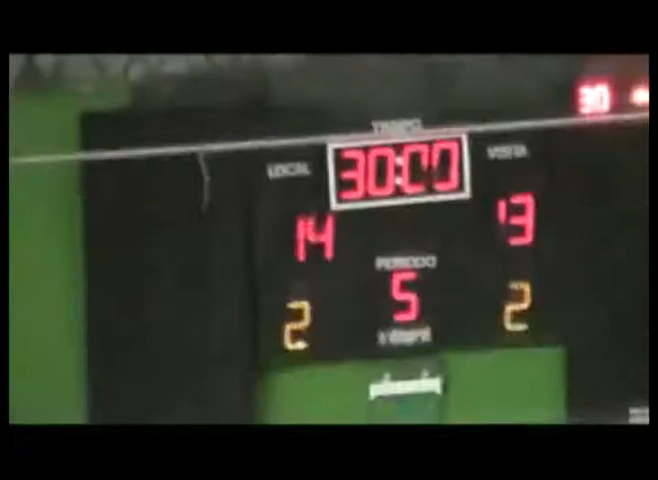 30
TIEMPO
LOCAL 30:00 VISITA
14 13
PERIODO
2 5 2